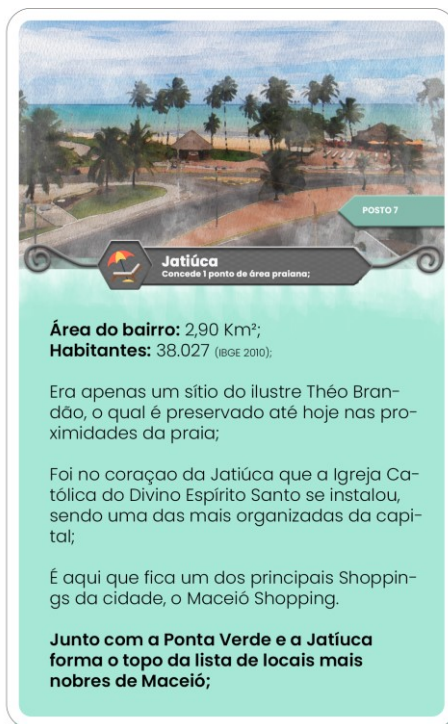 POSTO 7
Jatiúca
Concede 1 ponto de área praiana;
Área do bairro: 2,90 Km²;
Habitantes: 38.027 (IBGE 2010);
Era apenas um sítio do ilustre Théo Bran-
dão, o qual é preservado até hoje nas pro-
ximidades da praia;
Foi no coraçao da Jatiúca que a Igreja Ca-
tólica do Divino Espírito Santo se instalou,
sendo uma das mais organizadas da capi-
tal;
É aqui que fica um dos principais Shoppin-
gs da cidade, o Maceió Shopping.
Junto com a Ponta Verde e a Jatíuca
forma o topo da lista de locais mais
nobres de Maceió;